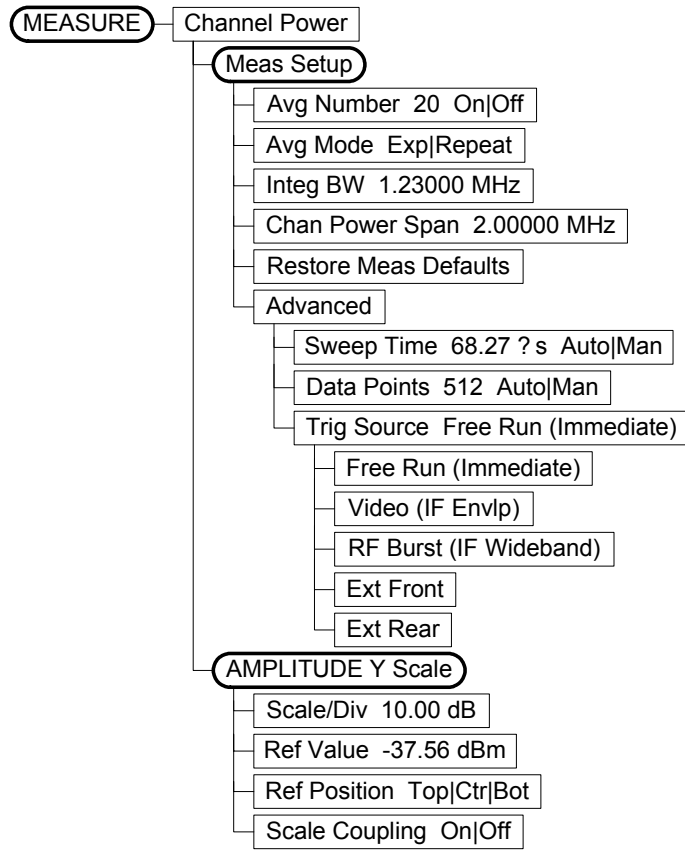 MEASURE Channel Power
Meas Setup
Avg Number 20 On|Off
Avg Mode Exp|Repeat
Integ BW 1.23000 MHz
Chan Power Span 2.00000 MHz
Restore Meas Defaults
Advanced
Sweep Time 68.27 ? s Auto|Man
Data Points 512 Auto|Man
Trig Source Free Run (Immediate)
Free Run (Immediate)
Video (IF Envlp)
RF Burst (IF Wideband)
Ext Front
Ext Rear
AMPLITUDE Y Scale
Scale/Div 10.00 dB
Ref Value -37.56 dBm
Ref Position Top|Ctr|Bot
Scale Coupling On|Off